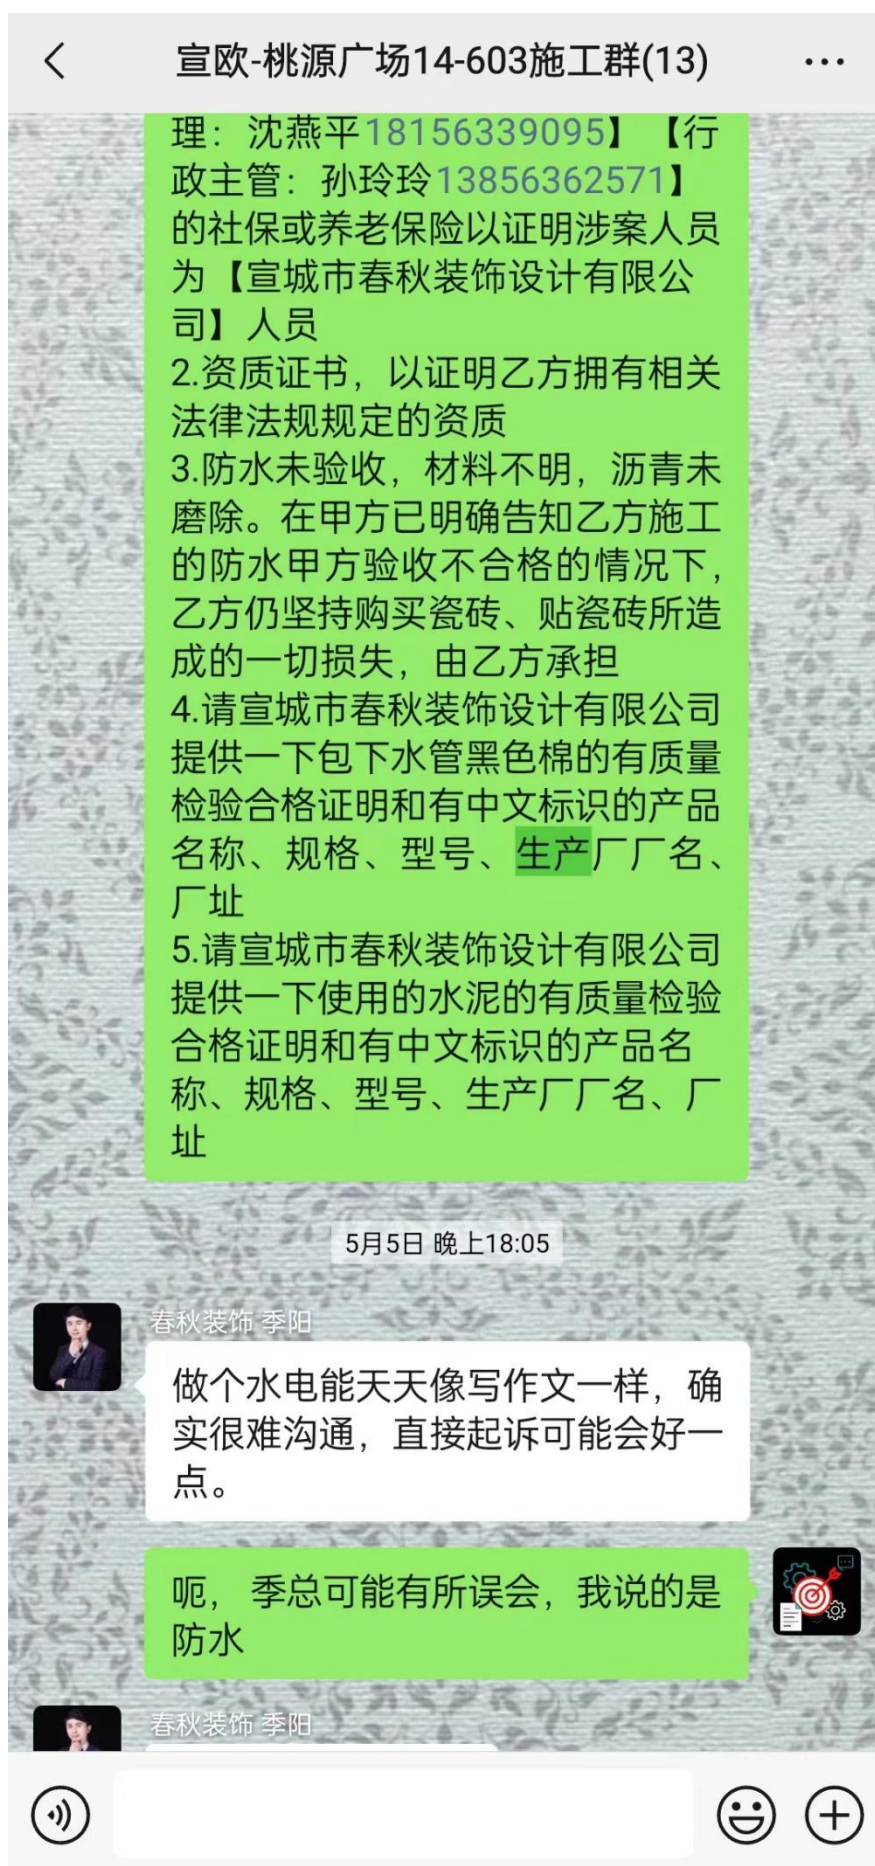 宣欧-桃源广场14-603施工群(13)
理：沈燕平18156339095】【行
政主管：孙玲玲13856362571】
的社保或养老保险以证明涉案人员
为【宣城市春秋装饰设计有限公
司】人员
2.资质证书，以证明乙方拥有相关
法律法规规定的资质
3.防水未验收，材料不明，沥青未
磨除。在甲方已明确告知乙方施工
的防水甲方验收不合格的情况下，
乙方仍坚持购买瓷砖、贴瓷砖所造
成的一切损失，由乙方承担
4.请宣城市春秋装饰设计有限公司
提供一下包下水管黑色棉的有质量
检验合格证明和有中文标识的产品
名称、规格、型号、生产厂厂名、
厂址
5.请宣城市春秋装饰设计有限公司
提供一下使用的水泥的有质量检验
合格证明和有中文标识的产品名
称、规格、型号、生产厂厂名、厂
址
5月5日 晚上18:05
春秋装饰 季阳
做个水电能天天像写作文一样，确
实很难沟通，直接起诉可能会好一
点。
呃，季总可能有所误会，我说的是
防水
春秋装饰 季阳